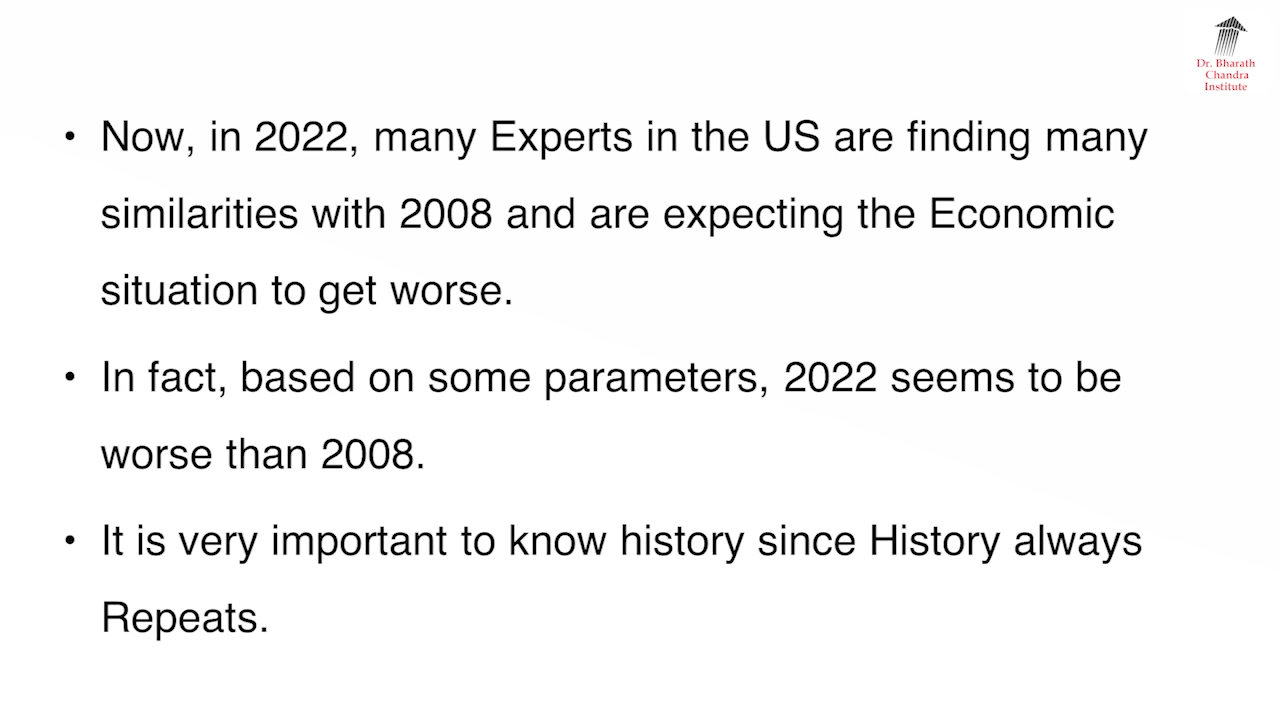 Dr. Bharath
Chandra
Institute
• Now, in 2022, many Experts in the US are finding many
similarities with 2008 and are expecting the Economic
situation to get worse.
• In fact, based on some parameters, 2022 seems to be
worse than 2008.
• It is very important to know history since History always
Repeats.